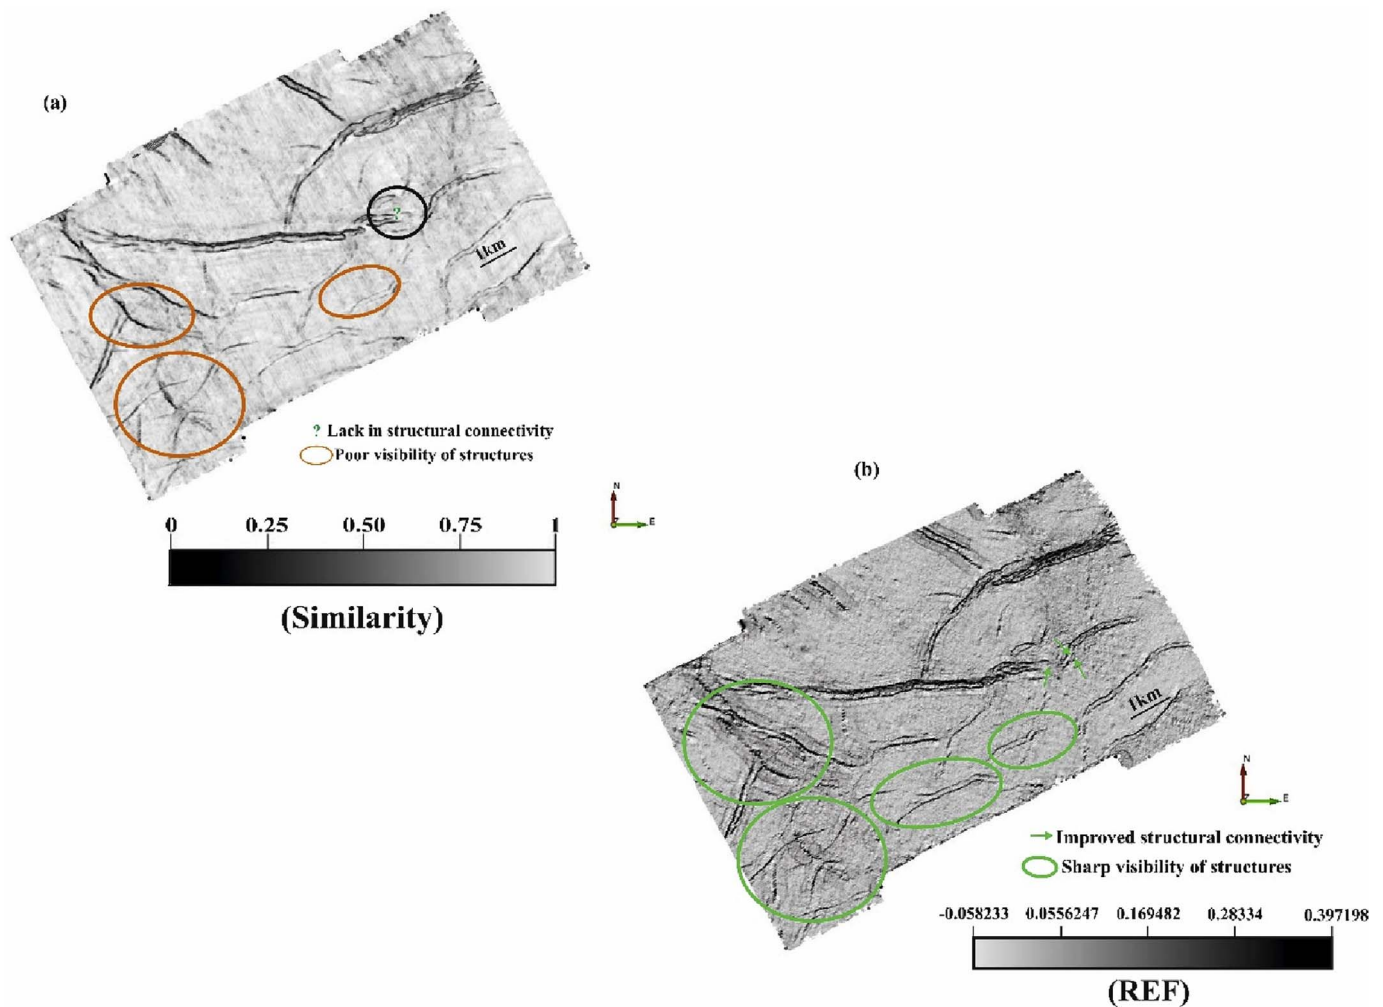 (a)
?
1km
? Lack in structural connectivity
Poor visibility of structures
0 0.25 0.50 0.75 1
(Similarity)
N
E
(b)
1km
N
E
Improved structural connectivity
Sharp visibility of structures
-0.058233 0.0556247 0.169482 0.28334 0.397198
(REF)